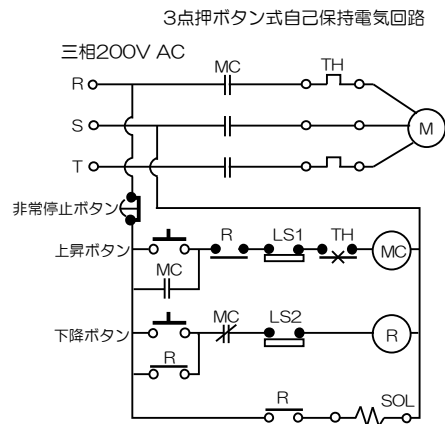 3点押ボタン式自己保持電気回路
三相200V AC
R MC TH
S M
T
非常停止ボタン
上昇ボタン R LS1 TH MC
MC
下降ボタン MC LS2 R
R
R SOL